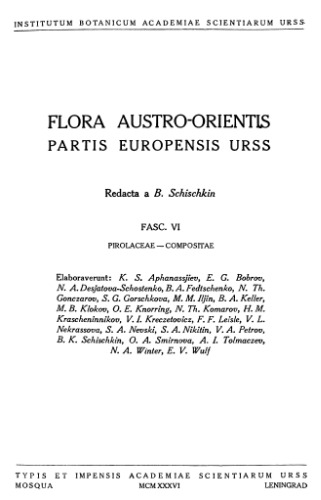 INSTITUTUM BOTANICUM ACADEMIAE SCIENTIARUM URSS
FLORA AUSTRO-ORIENTIS
PARTIS EUROPENSIS URSS
Redacta a B. Schischkin
FASC. VI
PIROLACEAE — COMPOSITAE
Elaboraverunt: K. S. Aphanassjiev, E. G. Bobrov,
N. A. Desjatova-Schostenko, B. A. Fedtschenko, N. Th.
Gonczarov, S. G. Gorschkova, M. M. Iljin, B. A. Keller,
M. B. Klokov, O. E. Knorring, N. Th. Komarov, H. M.
Krascheninnikov, V. I. Kreczetovicz, F. F. Leisle, V. L.
Nekrassova, S. A. Nevski, S. A. Nikitin, V. A. Petrov,
B. K. Schischkin, O. A. Smirnova, A. I. Tolmaczev,
N. A. Winter, E. V. Wulf
TYPIS ET IMPENSIS ACADEMIAE SCIENTIARUM URSS
MOSQUA MCMXXXVI LENINGRAD